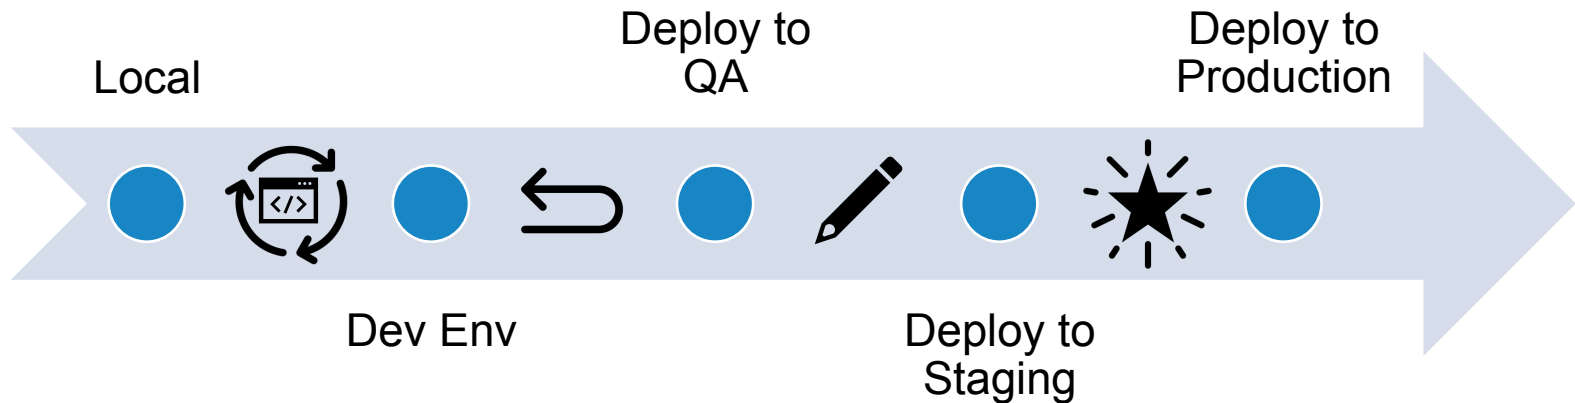 Local
Dev Env
Deploy to
QA
Deploy to
Staging
Deploy to
Production